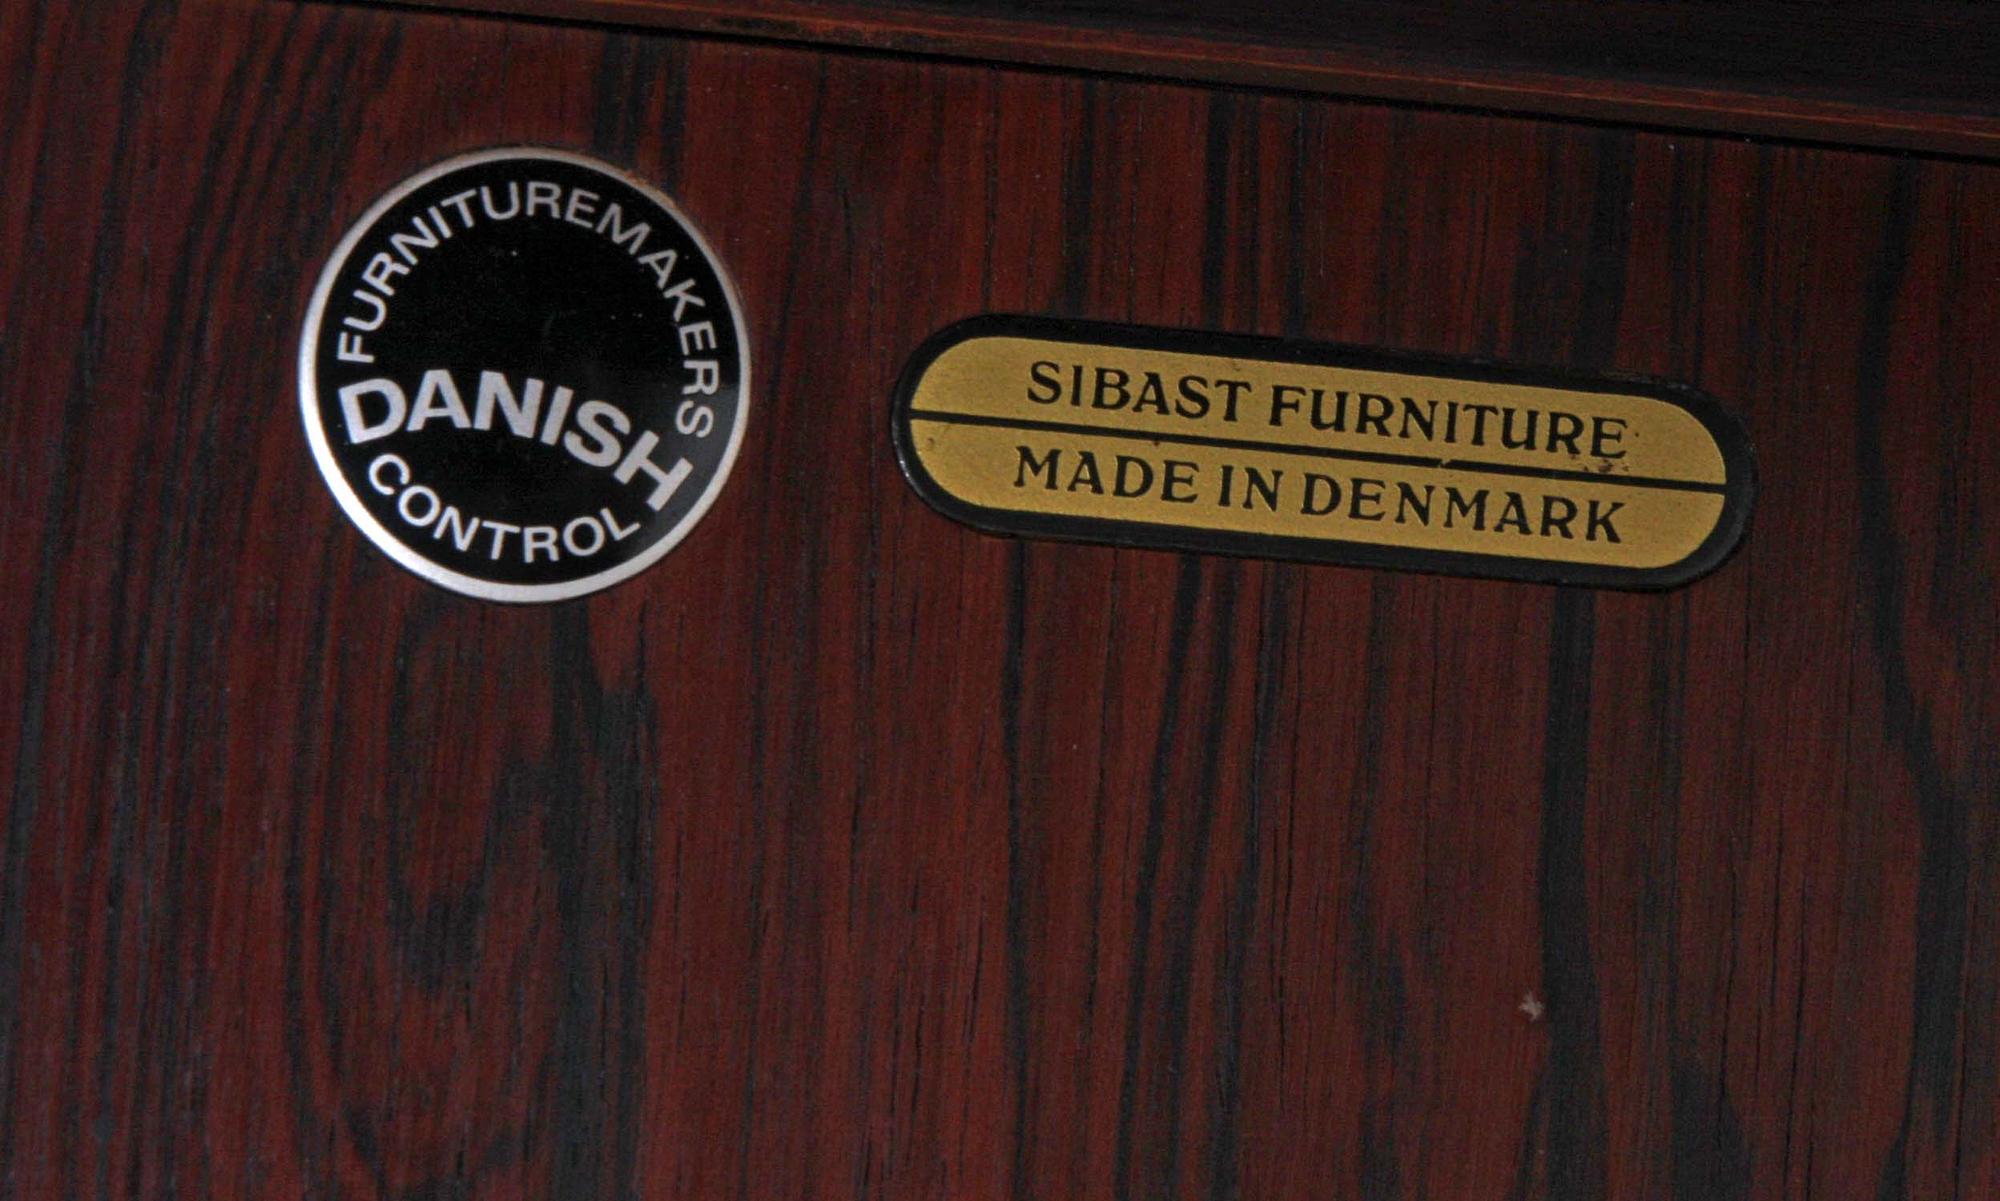 FURNITUREMAKERS
DANISH
CONTROL
SIBAST FURNITURE
MADE IN DENMARK